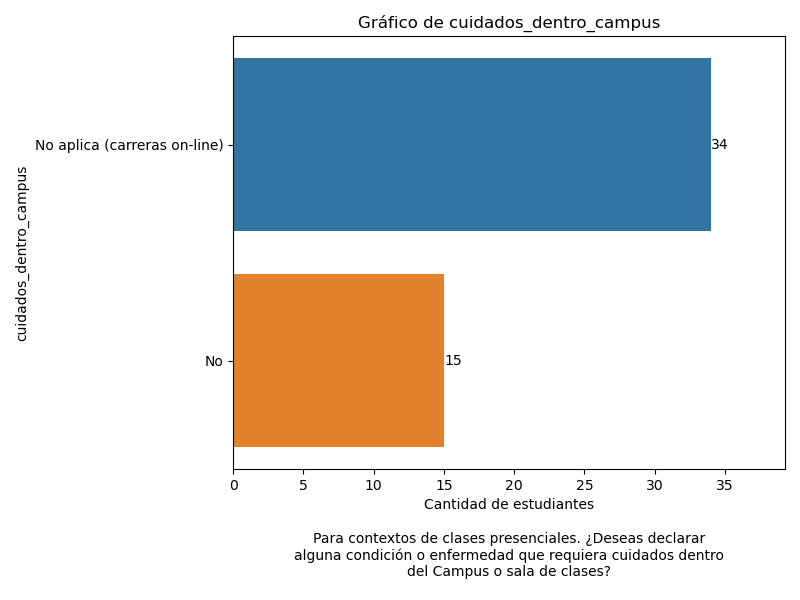 Gráfico de cuidados_dentro_campus
cuidados_dentro_campus
No aplica (carreras on-line)
34
No
15
0 5 10 15 20 25 30 35
Cantidad de estudiantes
Para contextos de clases presenciales. ¿Deseas declarar
alguna condición o enfermedad que requiera cuidados dentro
del Campus o sala de clases?